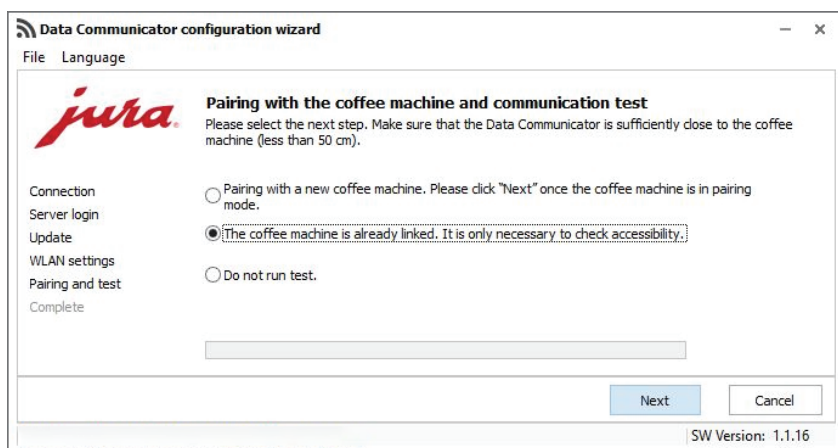 Data Communicator configuration wizard
File Language
jura
Pairing with the coffee machine and communication test
Please select the next step. Make sure that the Data Communicator is sufficiently close to the coffee
machine (less than 50 cm).
Connection
Server login
Update
WLAN settings
Pairing and test
Complete
Pairing with a new coffee machine. Please click "Next" once the coffee machine is in pairing
mode.
The coffee machine is already linked. It is only necessary to check accessibility.
Do not run test.
Next
Cancel
SW Version: 1.1.16